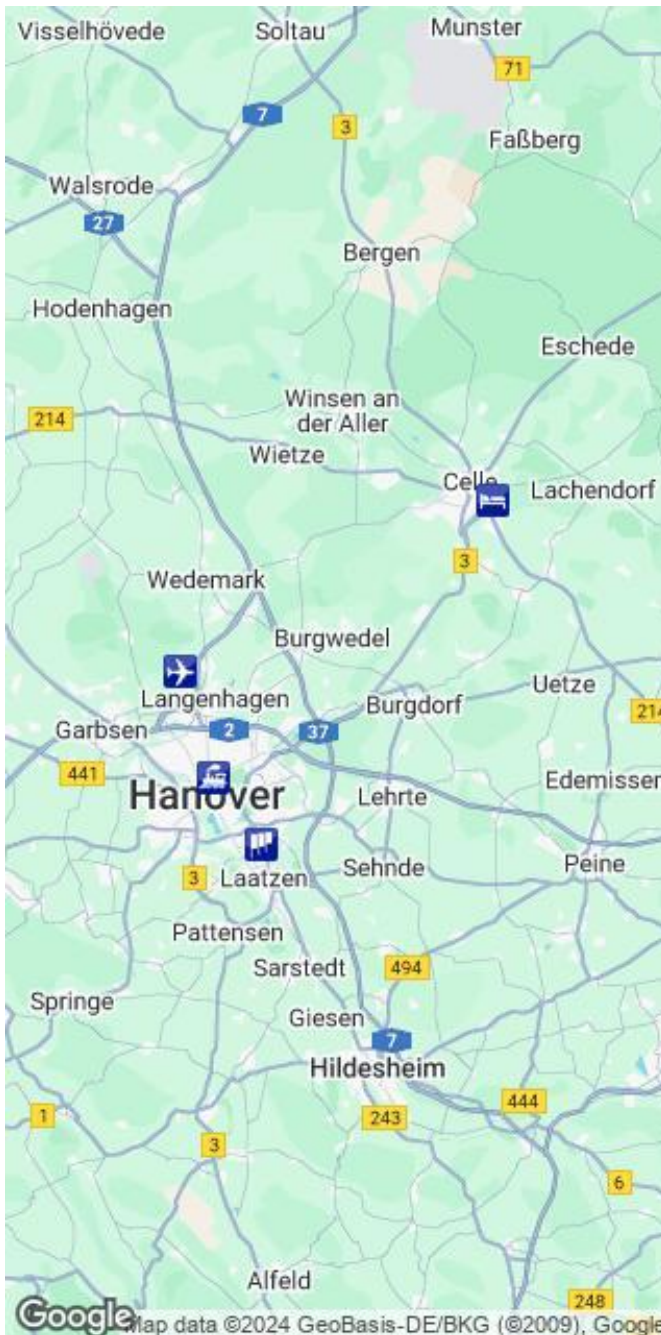 Visselhövede
Soltau
Munster
71
7
3
Faßberg
Walsrode
27
Bergen
Hodenhagen
Eschede
Winsen an
der Aller
214
Wietze
Celle
Lachendorf
3
Wedemark
Burgwedel
Uetze
Langenhagen
Burgdorf
214
Garbsen
2
37
441
Edemissen
Hanover
Lehrte
Peine
Sehnde
3
Laatzen
Pattensen
Sarstedt
494
Springe
Giesen
7
Hildesheim
444
1
243
3
6
Alfeld
248
Google
Map data ©2024 GeoBasis-DE/BKG (©2009), Google